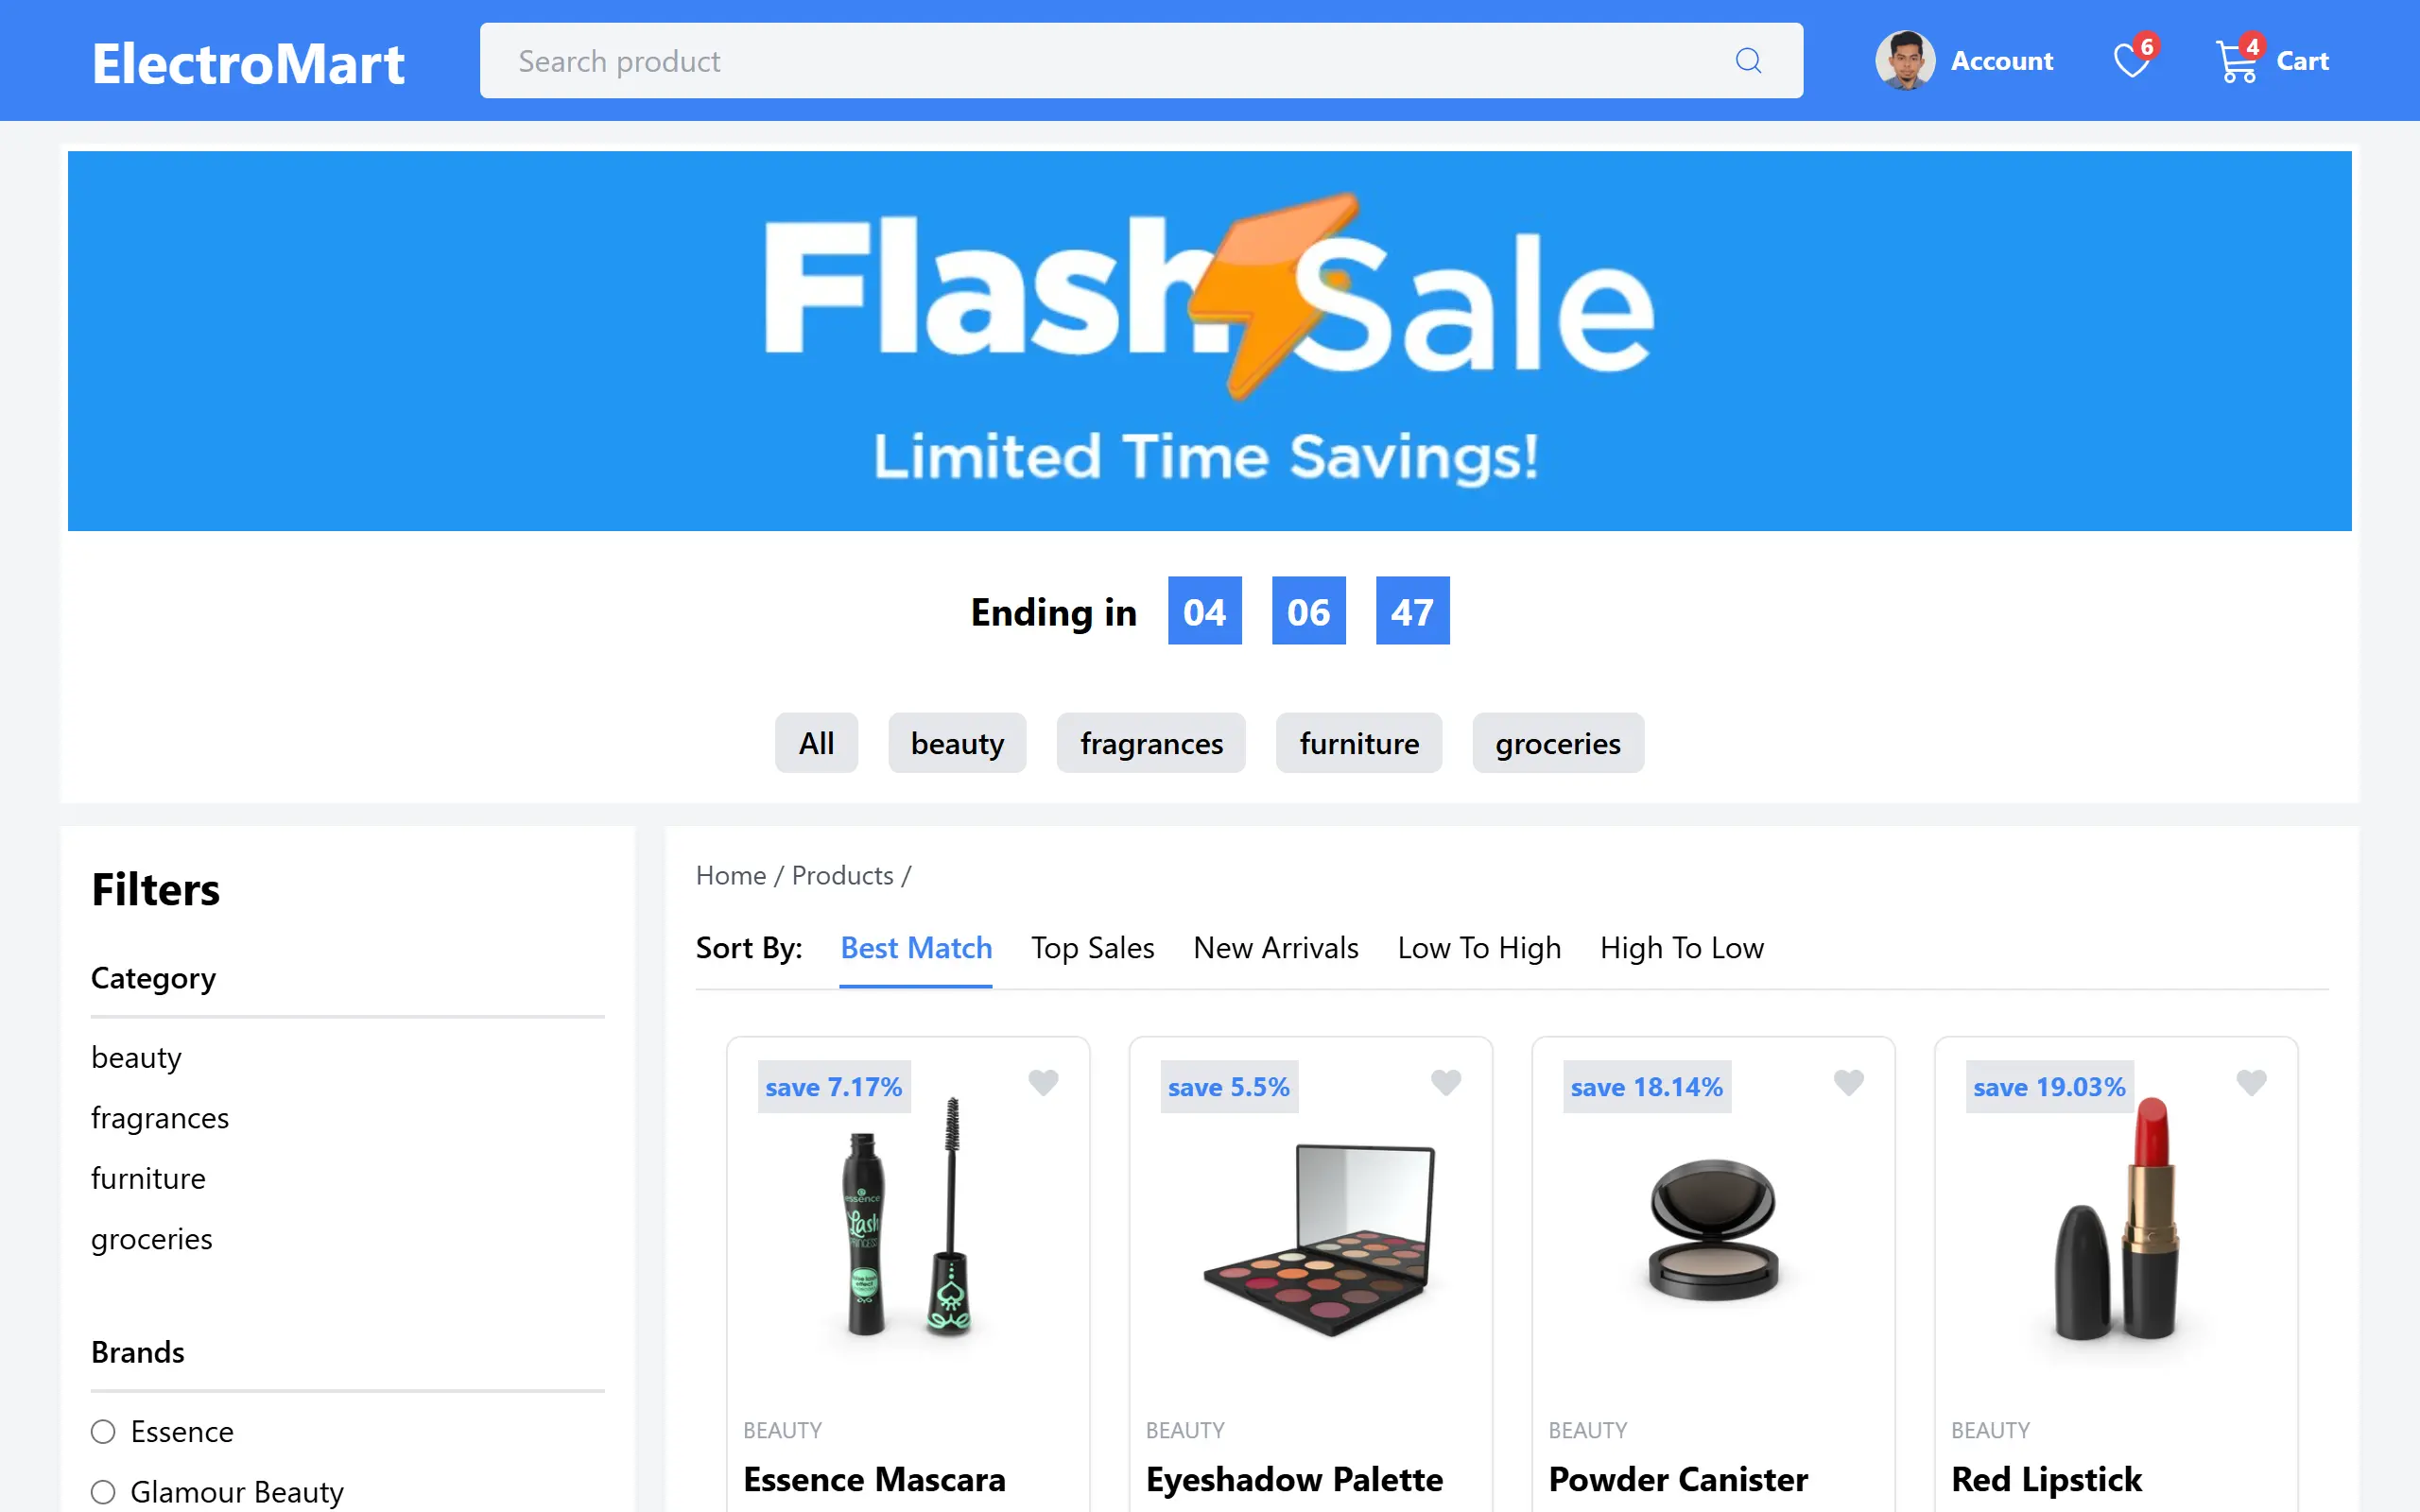 ElectroMart
Search product
Account
6
4
Cart
Flash Sale
Limited Time Savings!
Ending in 04 06 47
All beauty fragrances furniture groceries
Filters
Category
beauty
fragrances
furniture
groceries
Brands
Essence
Glamour Beauty
Home / Products /
Sort By: Best Match Top Sales New Arrivals Low To High High To Low
save 7.17%
essence
Lash
PRINCESS
BEAUTY
Essence Mascara
save 5.5%
BEAUTY
Eyeshadow Palette
save 18.14%
BEAUTY
Powder Canister
save 19.03%
BEAUTY
Red Lipstick